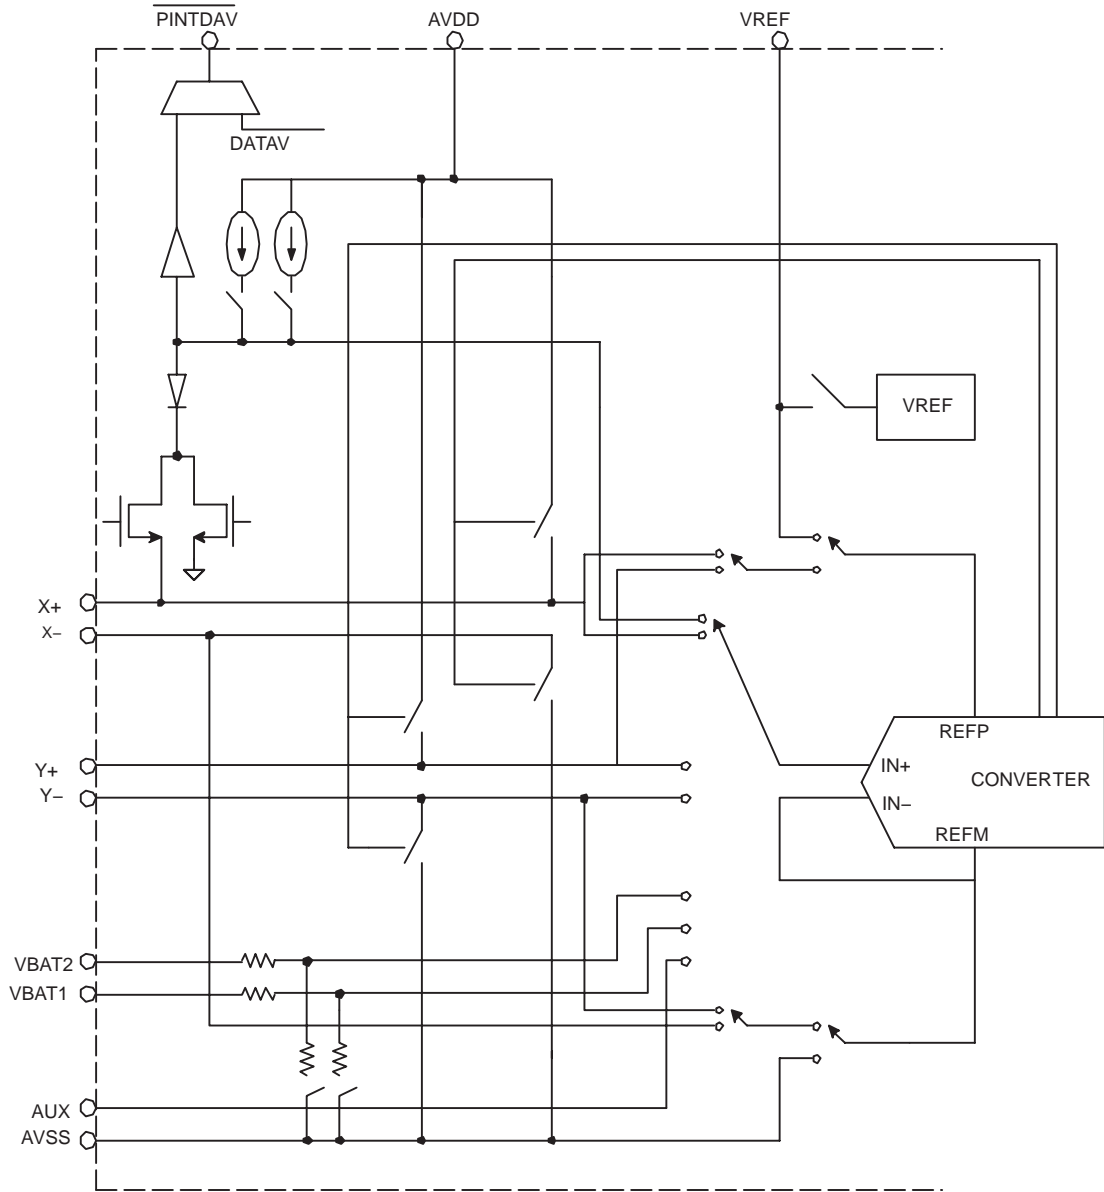 PINTDAV
AVDD
VREF
DATAV
VREF
X+
X−
REFP
Y+
IN+
CONVERTER
Y−
IN−
REFM
VBAT2
VBAT1
AUX
AVSS